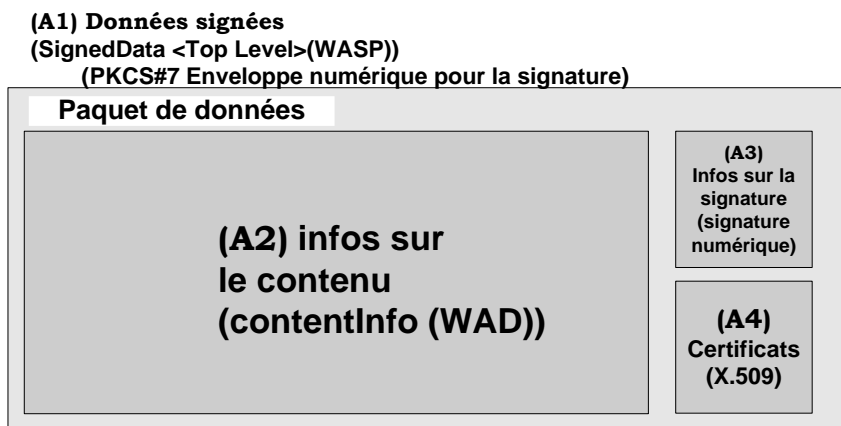 (A1) Données signées
(SignedData <Top Level>(WASP))
(PKCS#7 Enveloppe numérique pour la signature)
Paquet de données
(A2) infos sur
le contenu
(contentInfo (WAD))
(A3)
Infos sur la
signature
(signature
numérique)
(A4)
Certificats
(X.509)